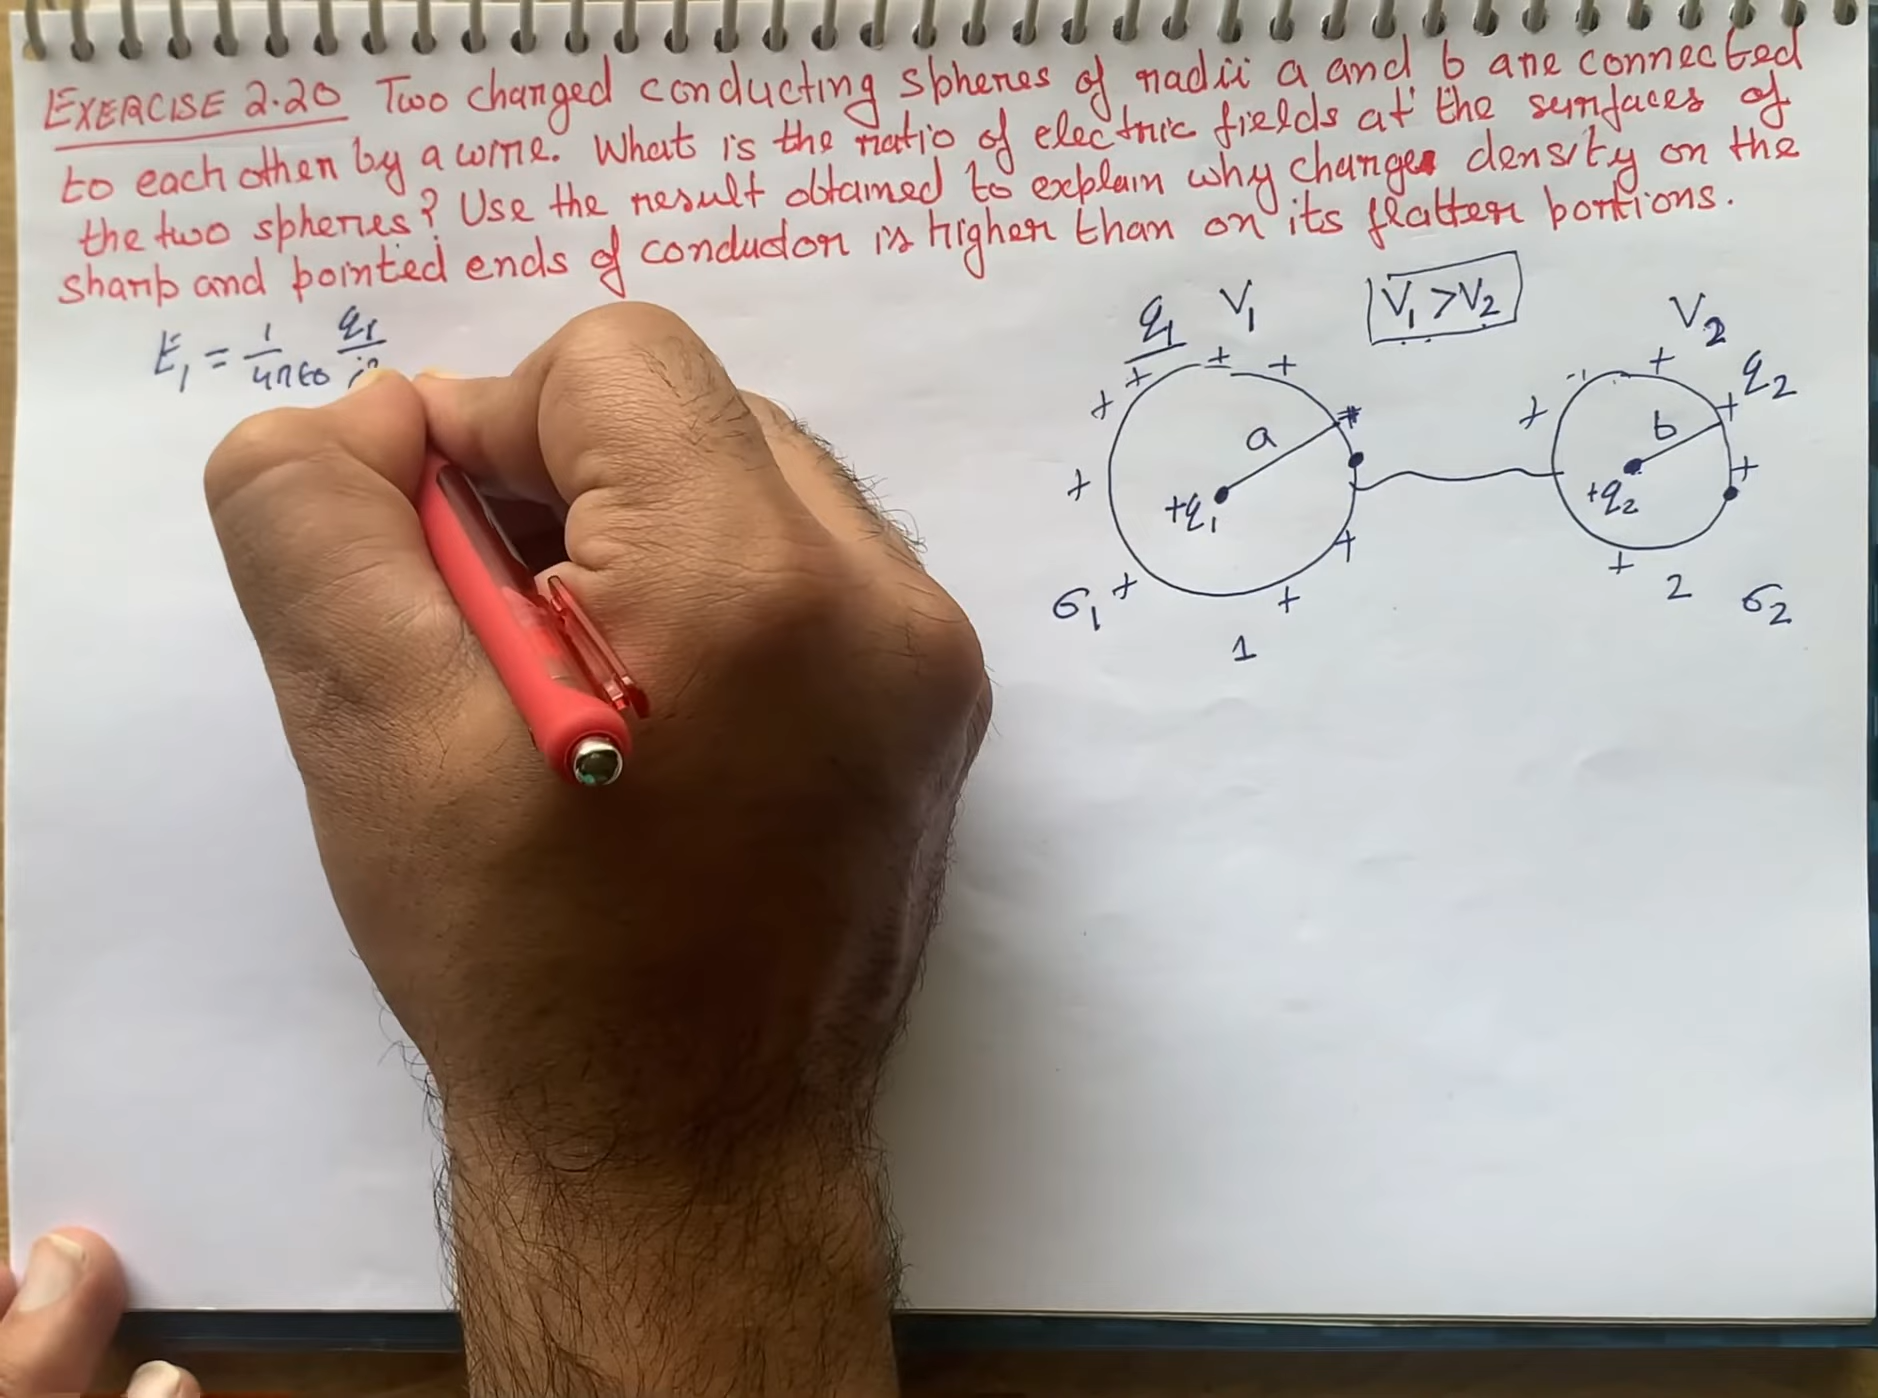 EXERCISE 2.20 Two charged conducting spheres of radii a and b are connected
to each other by a wire. What is the ratio of electric fields at the surfaces of
the two spheres? Use the result obtained to explain why charge density on the
sharp and pointed ends of conductor is higher than on its flatter portions.
E₁ = 1/4πε₀ q₁
q₁ V₁ V₁ > V₂ V₂
q₂
a b
+q₁ +q₂
σ₁ 1 2 σ₂